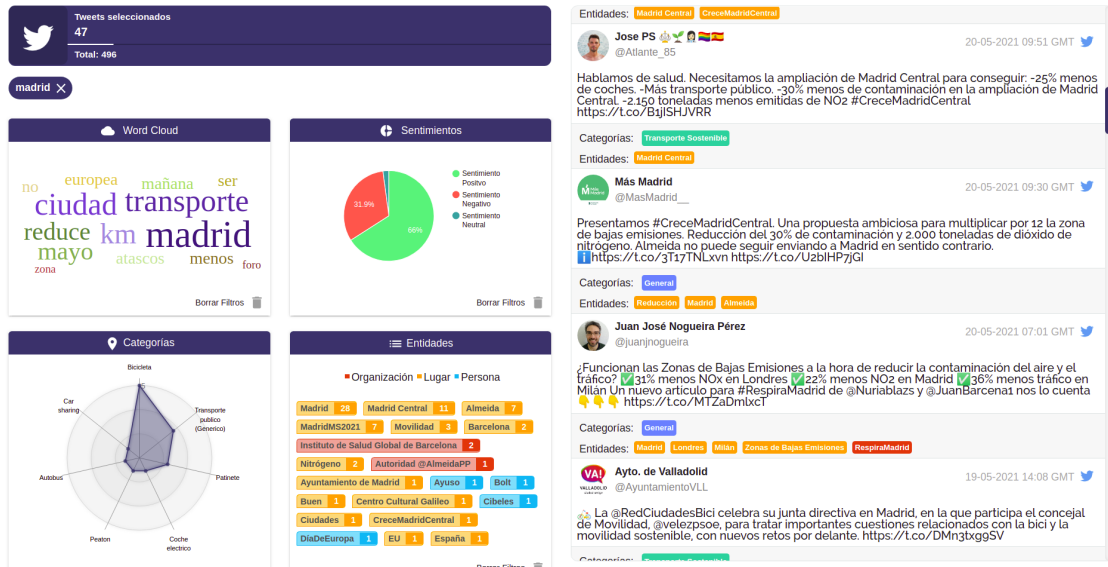 Tweets seleccionados
47
Total: 496
madrid
Word Cloud
no europea mañana ser
ciudad transporte
reduce km madrid
mayo atascos menos foro
zona
Borrar Filtros
Sentimientos
31.9%
66%
Sentimiento Positvo
Sentimiento Negativo
Sentimiento Neutral
Borrar Filtros
Categorías
Bicicleta
5
Car sharing
Transporte publico (Generico)
Autobus
Patinete
Peaton
Coche electrico
Entidades
Organización Lugar Persona
Madrid 28 Madrid Central 11 Almeida 7
MadridMS2021 7 Movilidad 3 Barcelona 2
Instituto de Salud Global de Barcelona 2
Nitrógeno 2 Autoridad @AlmeidaPP 1
Ayuntamiento de Madrid 1 Ayuso 1 Bolt 1
Buen 1 Centro Cultural Galileo 1 Cibeles 1
Ciudades 1 CreceMadridCentral 1
DíaDeEuropa 1 EU 1 España 1
Borrar Filtros
Entidades: Madrid Central CreceMadridCentral
Jose PS
20-05-2021 09:51 GMT
@Atlante_85
Hablamos de salud. Necesitamos la ampliación de Madrid Central para conseguir: -25% menos
de coches. -Más transporte público. -30% menos de contaminación en la ampliación de Madrid
Central. -2.150 toneladas menos emitidas de NO2 #CreceMadridCentral
https://t.co/B1jISHJVRR
Categorías: Transporte Sostenible
Entidades: Madrid Central
Más Madrid
20-05-2021 09:30 GMT
@MasMadrid__
Presentamos #CreceMadridCentral. Una propuesta ambiciosa para multiplicar por 12 la zona
de bajas emisiones. Reducción del 30% de contaminación y 2.000 toneladas de dióxido de
nitrógeno. Almeida no puede seguir enviando a Madrid en sentido contrario.
ℹ️https://t.co/3T17TNLxvn https://t.co/UzbIHP7jGI
Categorías: General
Entidades: Reducción Madrid Almeida
Juan José Nogueira Pérez
20-05-2021 07:01 GMT
@juanjnogueira
¿Funcionan las Zonas de Bajas Emisiones a la hora de reducir la contaminación del aire y el
tráfico? ✅31% menos NOx en Londres ✅22% menos NO2 en Madrid ✅36% menos tráfico en
Milán Un nuevo artículo para #RespiraMadrid de @Nuriablazs y @JuanBarcena1 nos lo cuenta
👇👇👇 https://t.co/MTZaDmlxcT
Categorías: General
Entidades: Madrid Londres Milán Zonas de Bajas Emisiones RespiraMadrid
VA!
VALLADOLID
Ayto. de Valladolid
19-05-2021 14:08 GMT
@AyuntamientoVLL
🚲 La @RedCiudadesBici celebra su junta directiva en Madrid, en la que participa el concejal
de Movilidad, @velezpsoe, para tratar importantes cuestiones relacionados con la bici y la
movilidad sostenible, con nuevos retos por delante. https://t.co/DMn3txg9SV
Categorías: Transporte Sostenible